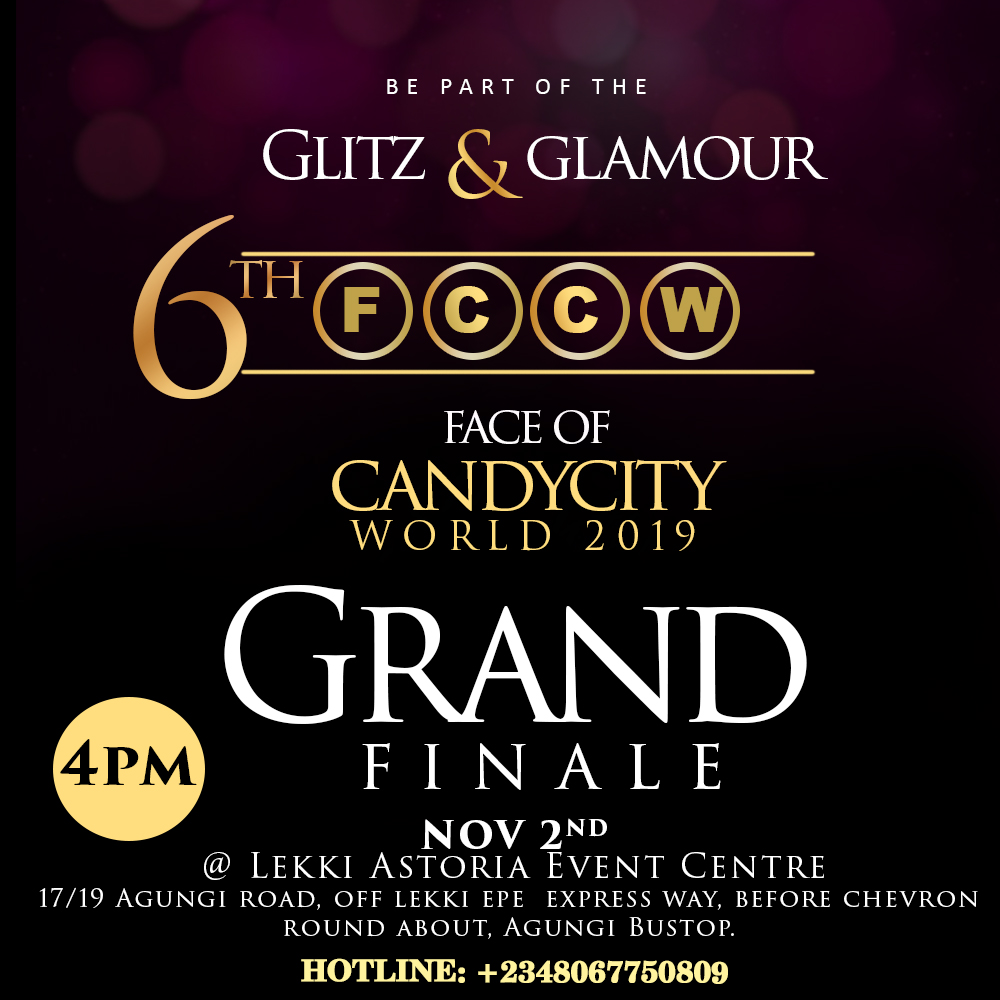 BE PART OF THE
GLITZ & GLAMOUR
6TH F C C W
FACE OF
CANDYCITY
WORLD 2019
GRAND
FINALE
4PM
NOV 2ND
@ LEKKI ASTORIA EVENT CENTRE
17/19 AGUNGI ROAD, OFF LEKKI EPE EXPRESS WAY, BEFORE CHEVRON
ROUND ABOUT, AGUNGI BUSTOP.
HOTLINE: +2348067750809